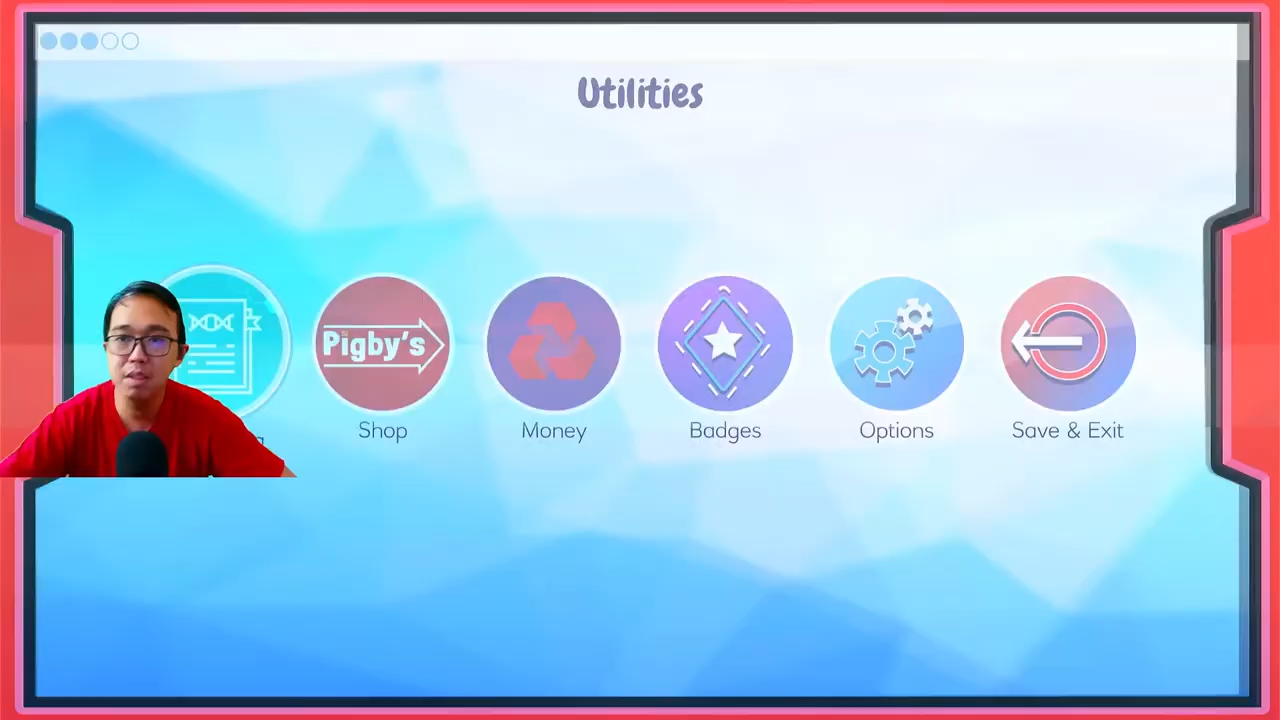 Utilities
Pigby's
Shop
Money
Badges
Options
Save & Exit